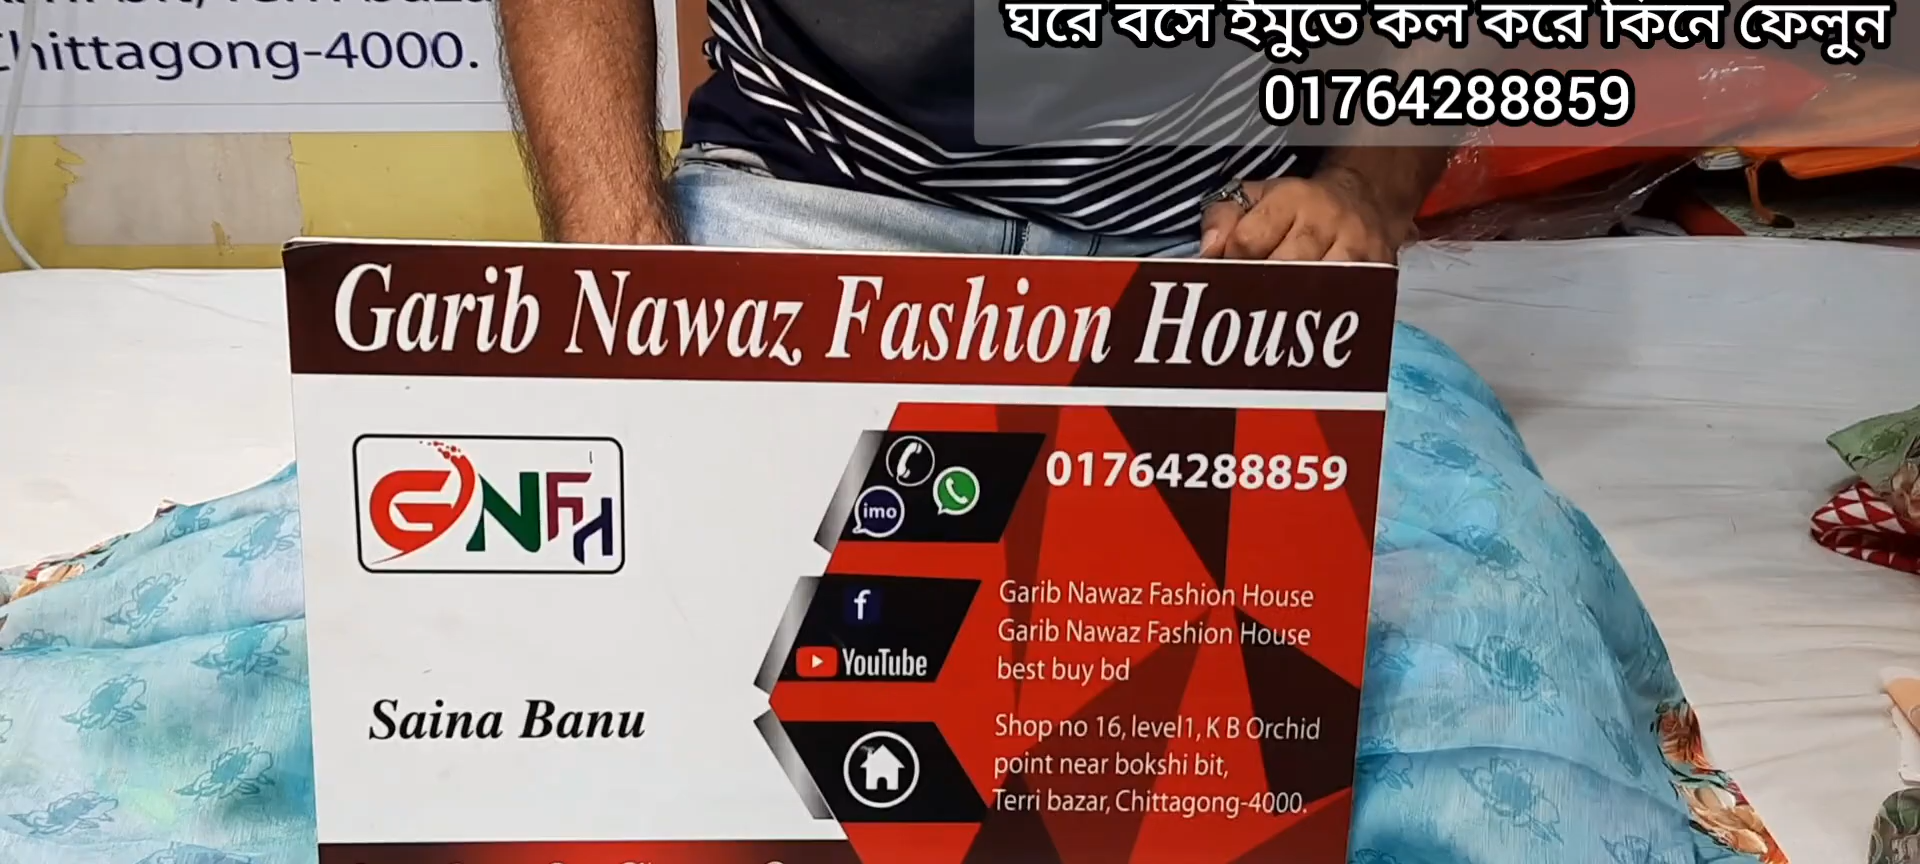 Chittagong-4000.
ঘরে বসে ইমুতে কল করে কিনে ফেলুন
01764288859
Garib Nawaz Fashion House
GNFH
01764288859
imo
f
Garib Nawaz Fashion House
Garib Nawaz Fashion House
YouTube
best buy bd
Saina Banu
Shop no 16, level1, K B Orchid
point near bokshi bit,
Terri bazar, Chittagong-4000.